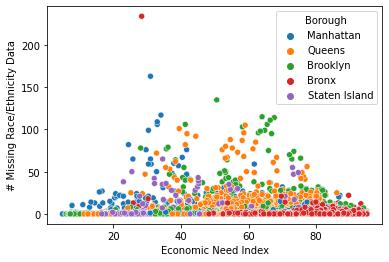 Borough
Manhattan
Queens
Brooklyn
Bronx
Staten Island
# Missing Race/Ethnicity Data
200
150
100
50
0
20
40
60
80
Economic Need Index